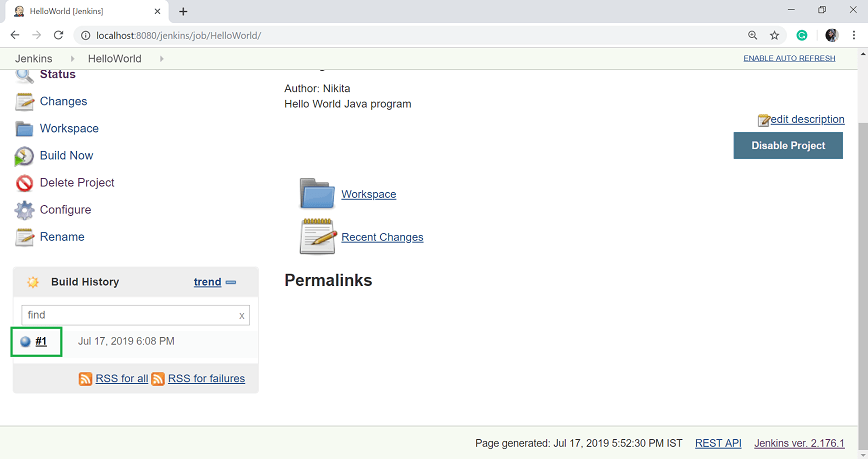 HelloWorld [Jenkins]
localhost:8080/jenkins/job/HelloWorld/
Jenkins HelloWorld
ENABLE AUTO REFRESH
Status
Changes
Workspace
Build Now
Delete Project
Configure
Rename
Build History trend
find x
#1 Jul 17, 2019 6:08 PM
RSS for all RSS for failures
Author: Nikita
Hello World Java program
edit description
Disable Project
Workspace
Recent Changes
Permalinks
Page generated: Jul 17, 2019 5:52:30 PM IST REST API Jenkins ver. 2.176.1